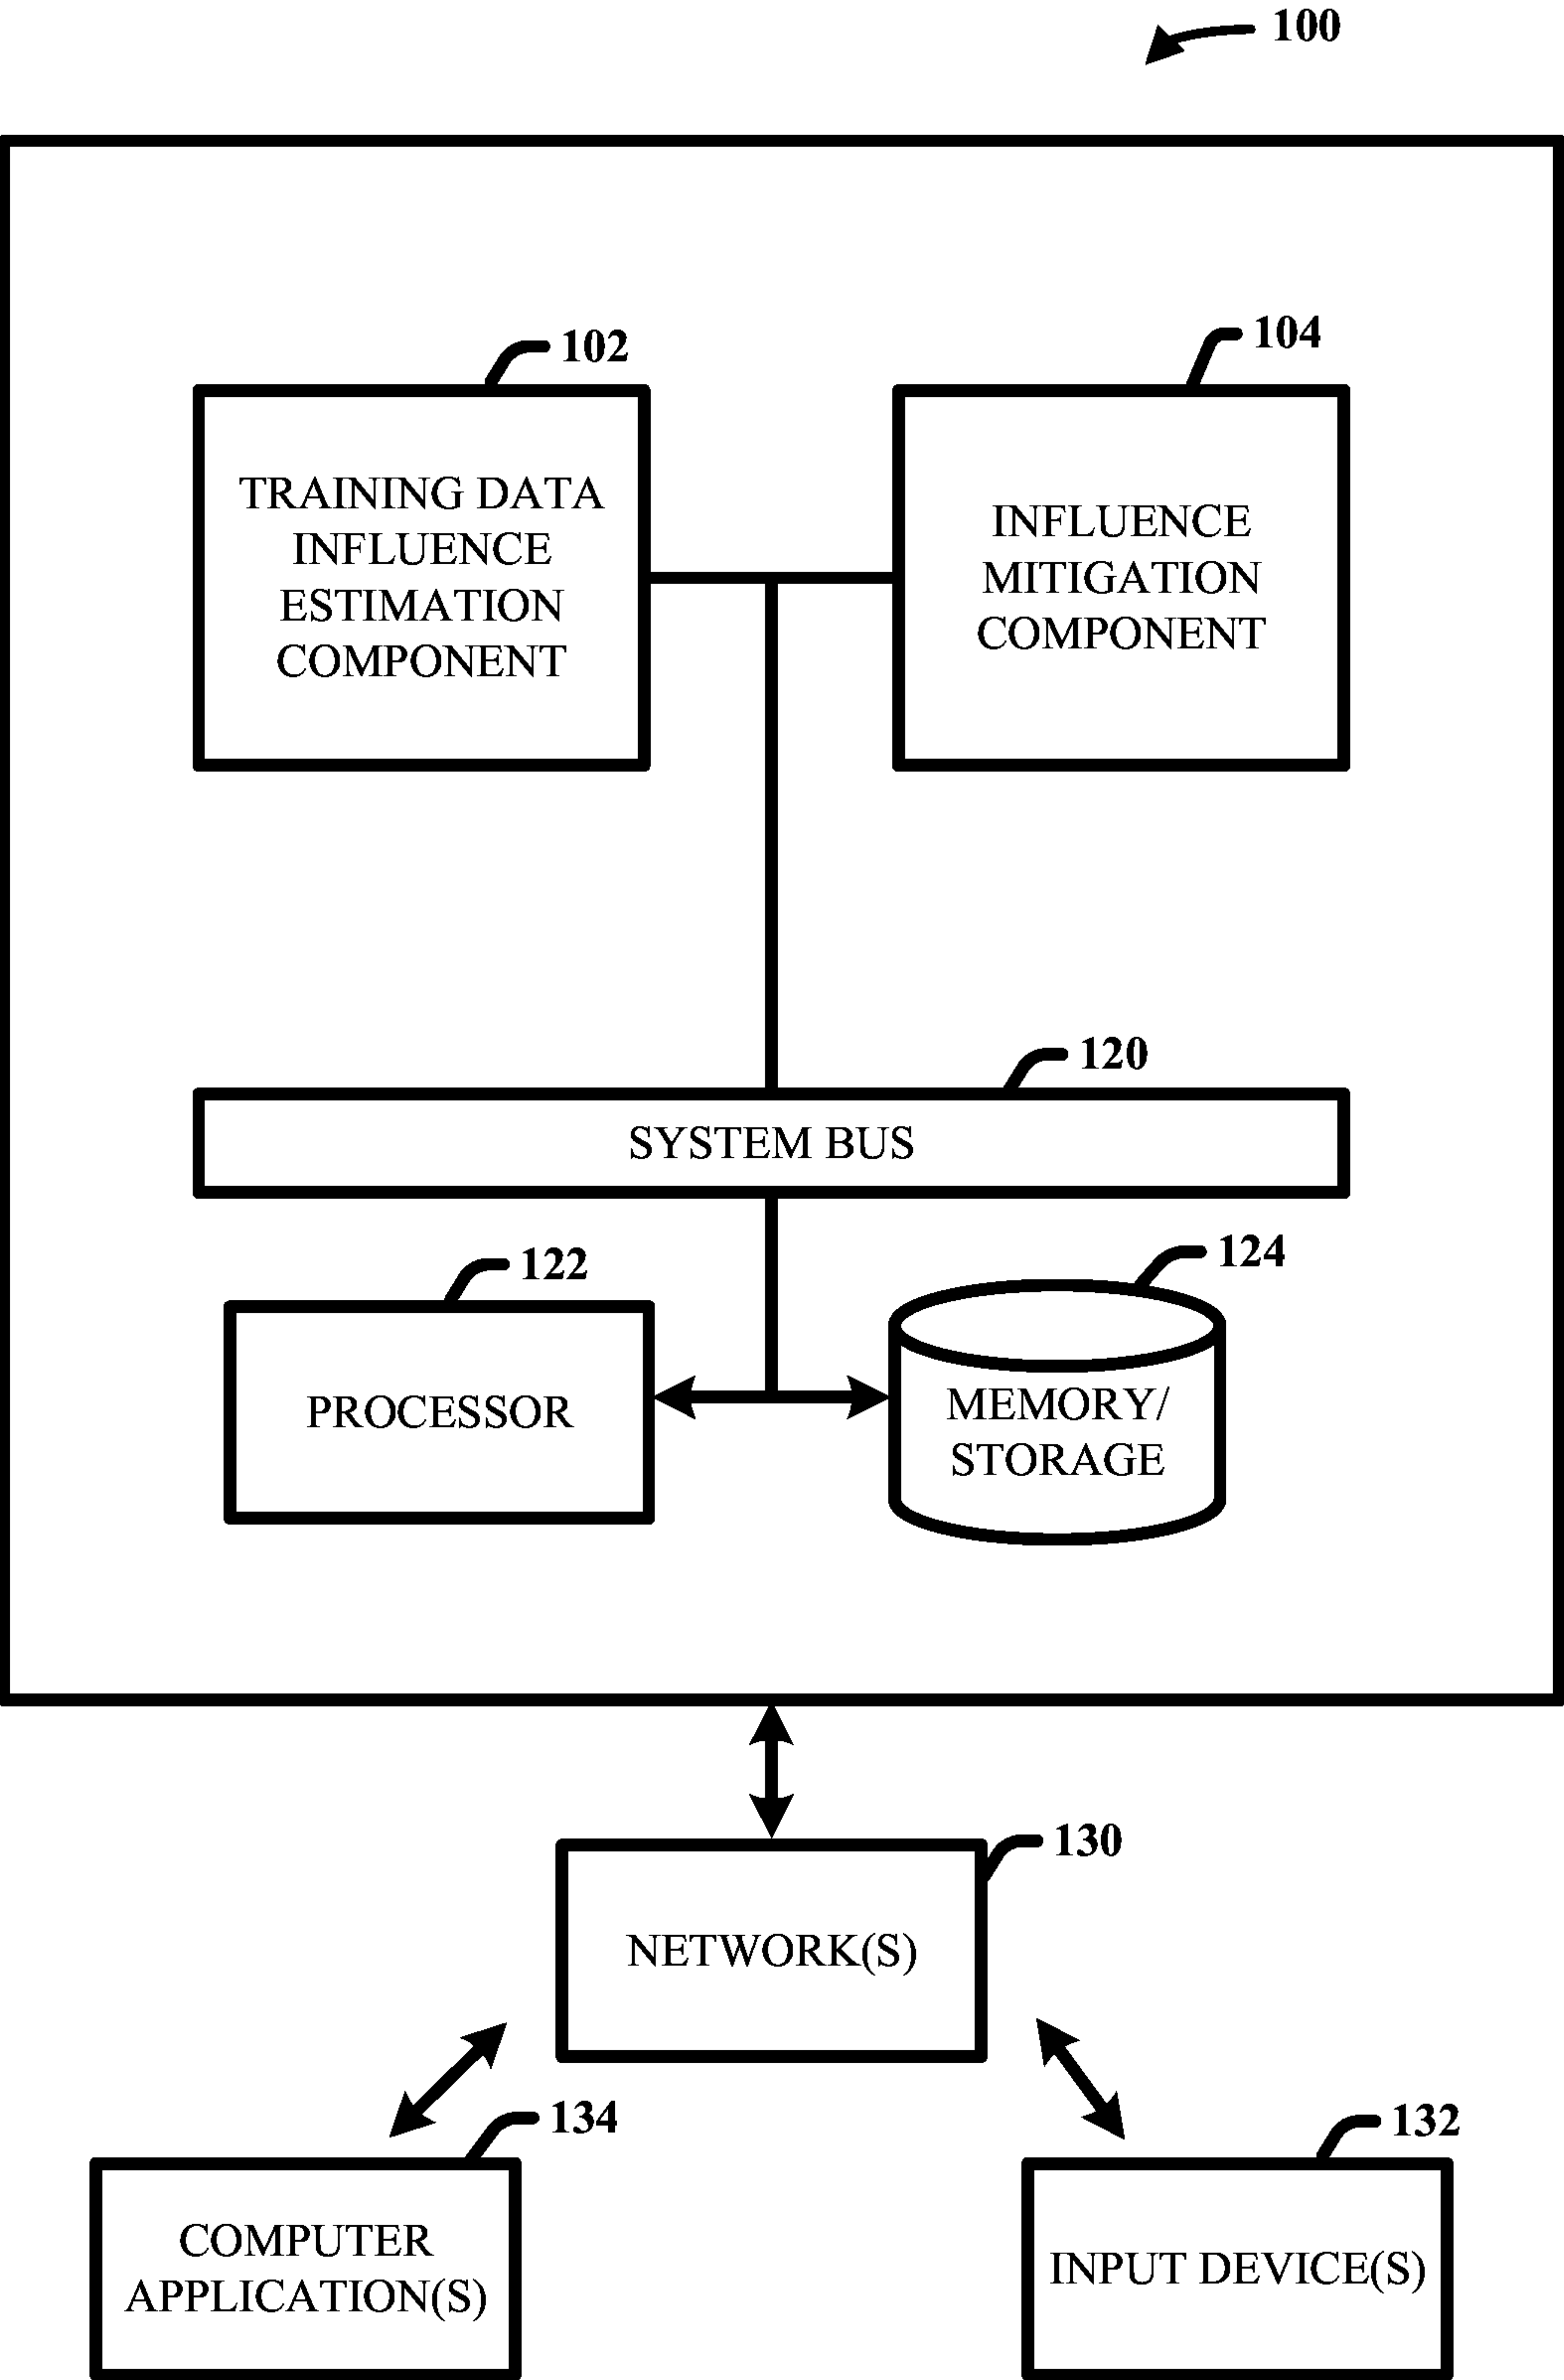 100
102
104
TRAINING DATA
INFLUENCE
ESTIMATION
COMPONENT
INFLUENCE
MITIGATION
COMPONENT
120
SYSTEM BUS
122
124
PROCESSOR
MEMORY/
STORAGE
130
NETWORK(S)
134
132
COMPUTER
APPLICATION(S)
INPUT DEVICE(S)